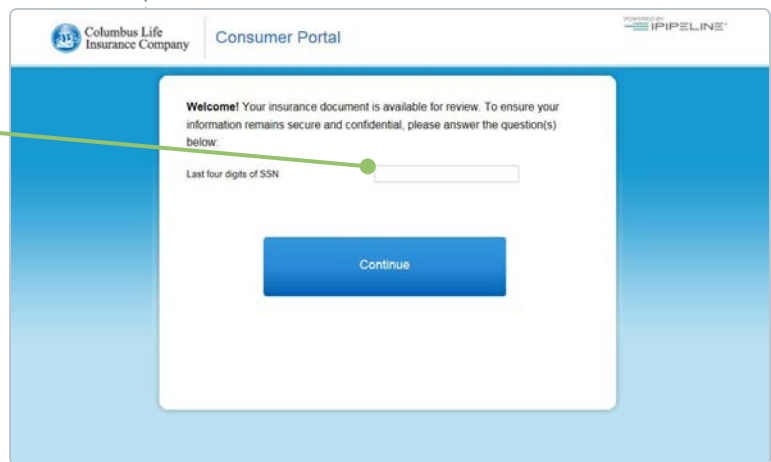 Columbus Life
Insurance Company
Consumer Portal
POWERED BY
IPIPELINE
Welcome! Your insurance document is available for review. To ensure your
information remains secure and confidential, please answer the question(s)
below:
Last four digits of SSN
Continue